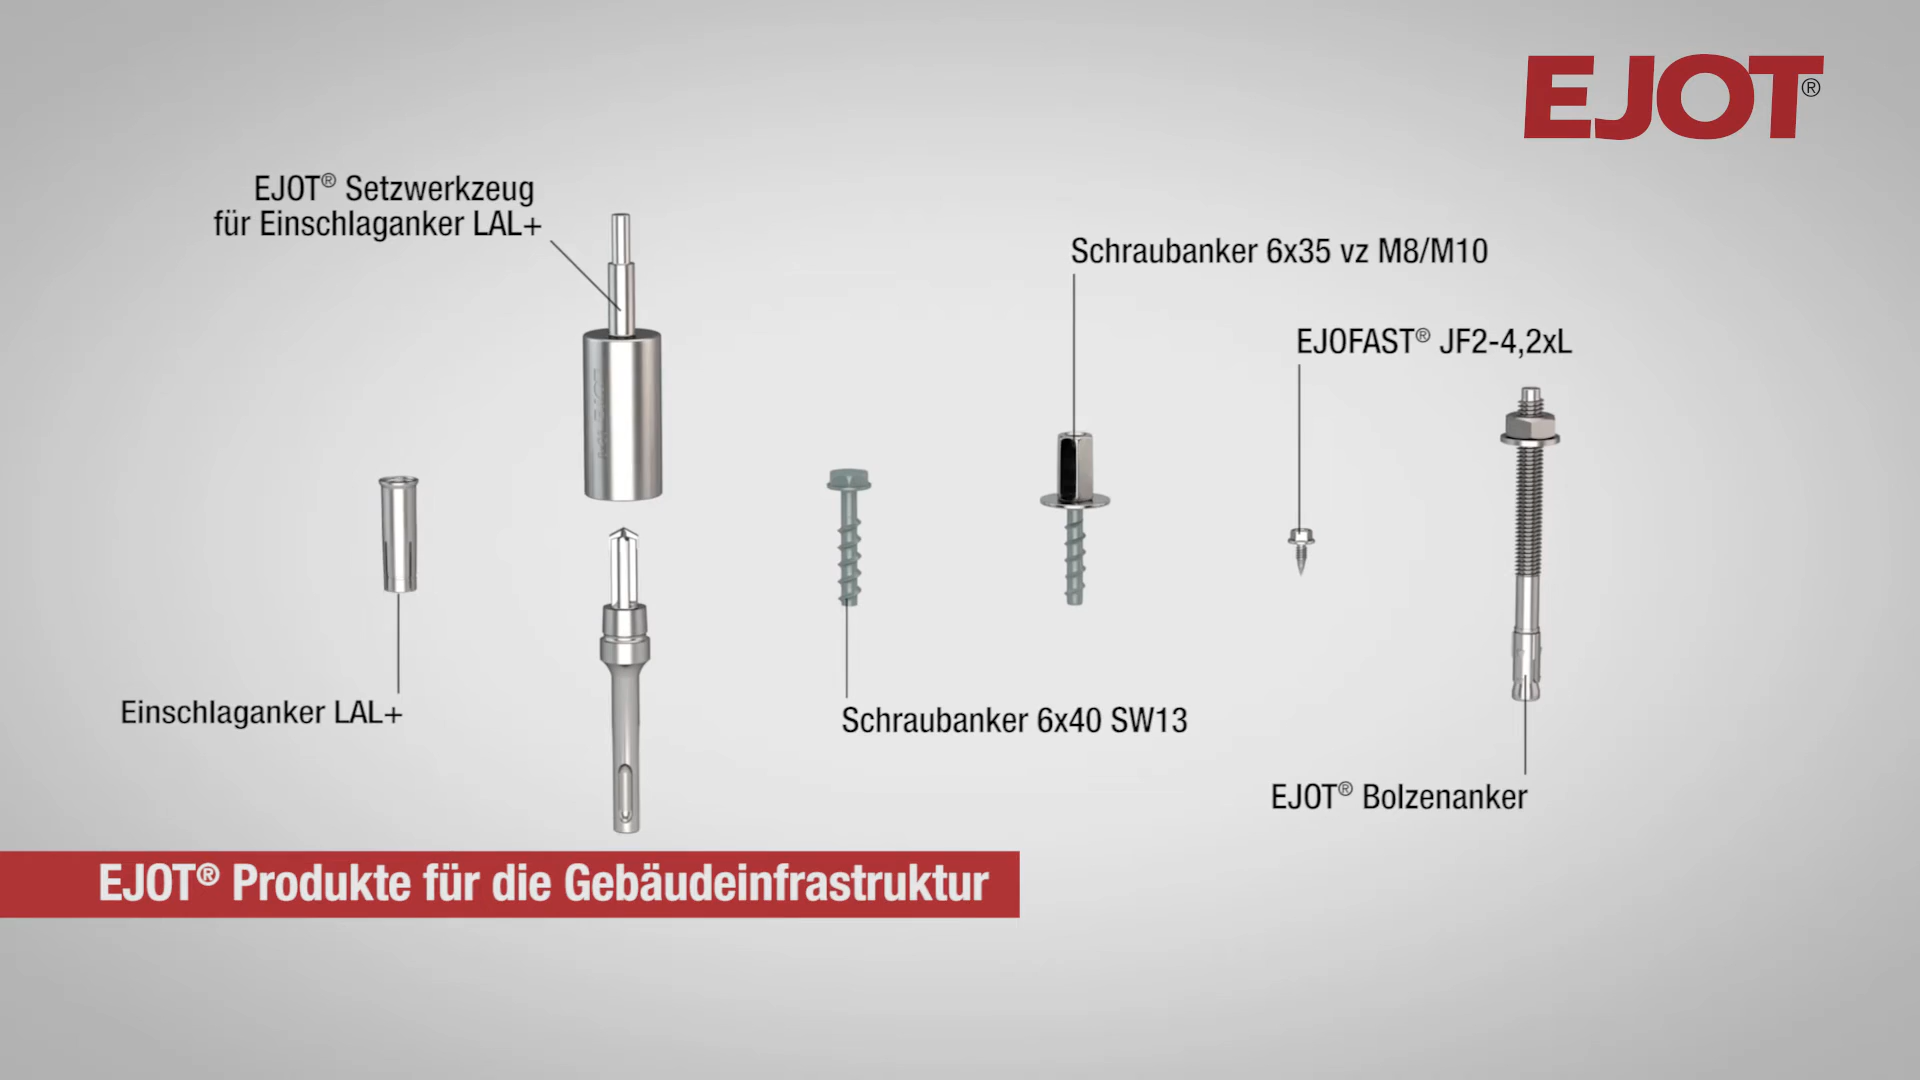 EJOT®
EJOT® Setzwerkzeug
für Einschlaganker LAL+
Schraubanker 6x35 vz M8/M10
EJOFAST® JF2-4,2xL
Einschlaganker LAL+
Schraubanker 6x40 SW13
EJOT® Bolzenanker
EJOT® Produkte für die Gebäudeinfrastruktur